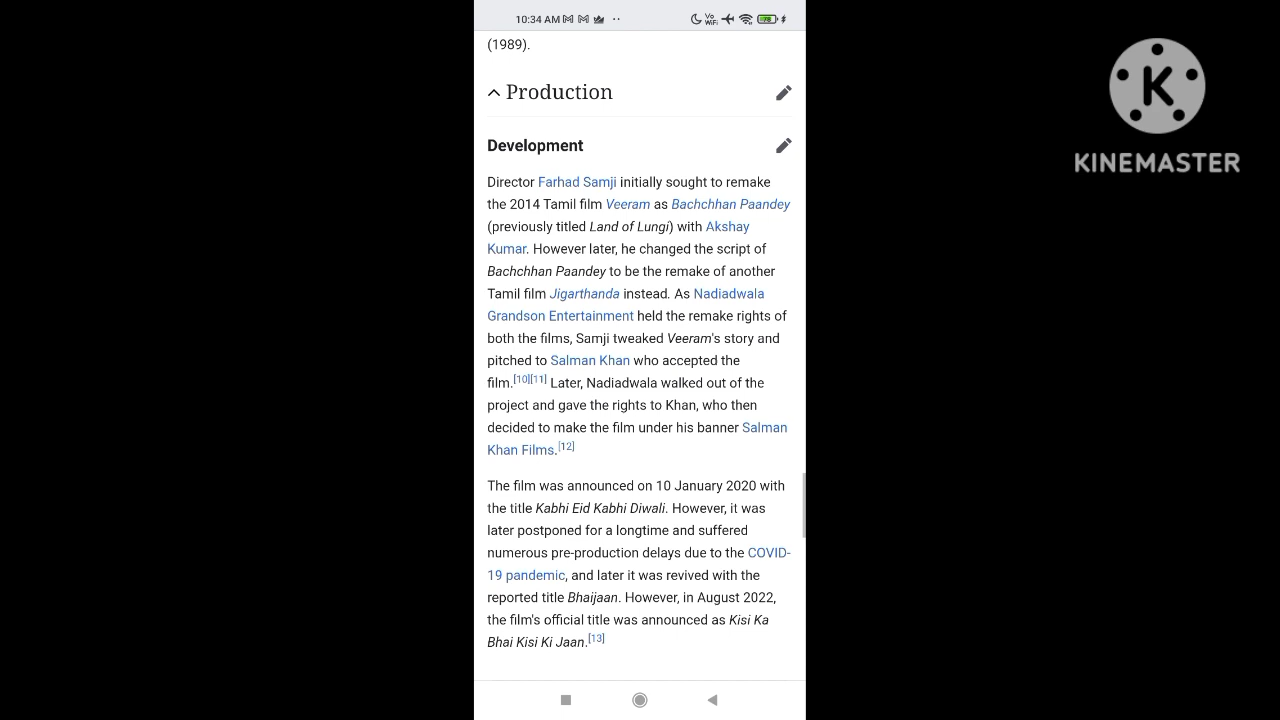 10:34 AM
Vo
WiFi
76
(1989).
Production
Development
Director Farhad Samji initially sought to remake
the 2014 Tamil film Veeram as Bachchhan Paandey
(previously titled Land of Lungi) with Akshay
Kumar. However later, he changed the script of
Bachchhan Paandey to be the remake of another
Tamil film Jigarthanda instead. As Nadiadwala
Grandson Entertainment held the remake rights of
both the films, Samji tweaked Veeram's story and
pitched to Salman Khan who accepted the
film.[10][11] Later, Nadiadwala walked out of the
project and gave the rights to Khan, who then
decided to make the film under his banner Salman
Khan Films.[12]
The film was announced on 10 January 2020 with
the title Kabhi Eid Kabhi Diwali. However, it was
later postponed for a longtime and suffered
numerous pre-production delays due to the COVID-
19 pandemic, and later it was revived with the
reported title Bhaijaan. However, in August 2022,
the film's official title was announced as Kisi Ka
Bhai Kisi Ki Jaan.[13]
K
KINEMASTER